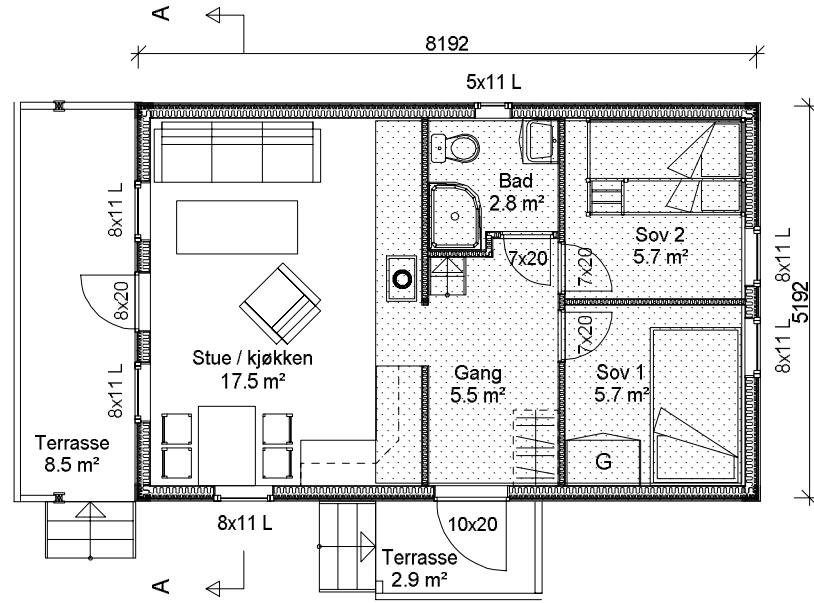 A
8192
5x11 L
8x11 L
Bad
2.8 m²
Sov 2
5.7 m²
7x20
7x20
8x11 L
8x20
5192
7x20
8x11 L
Stue / kjøkken
17.5 m²
Gang
5.5 m²
Sov 1
5.7 m²
8x11 L
Terrasse
8.5 m²
G
8x11 L
10x20
Terrasse
2.9 m²
A